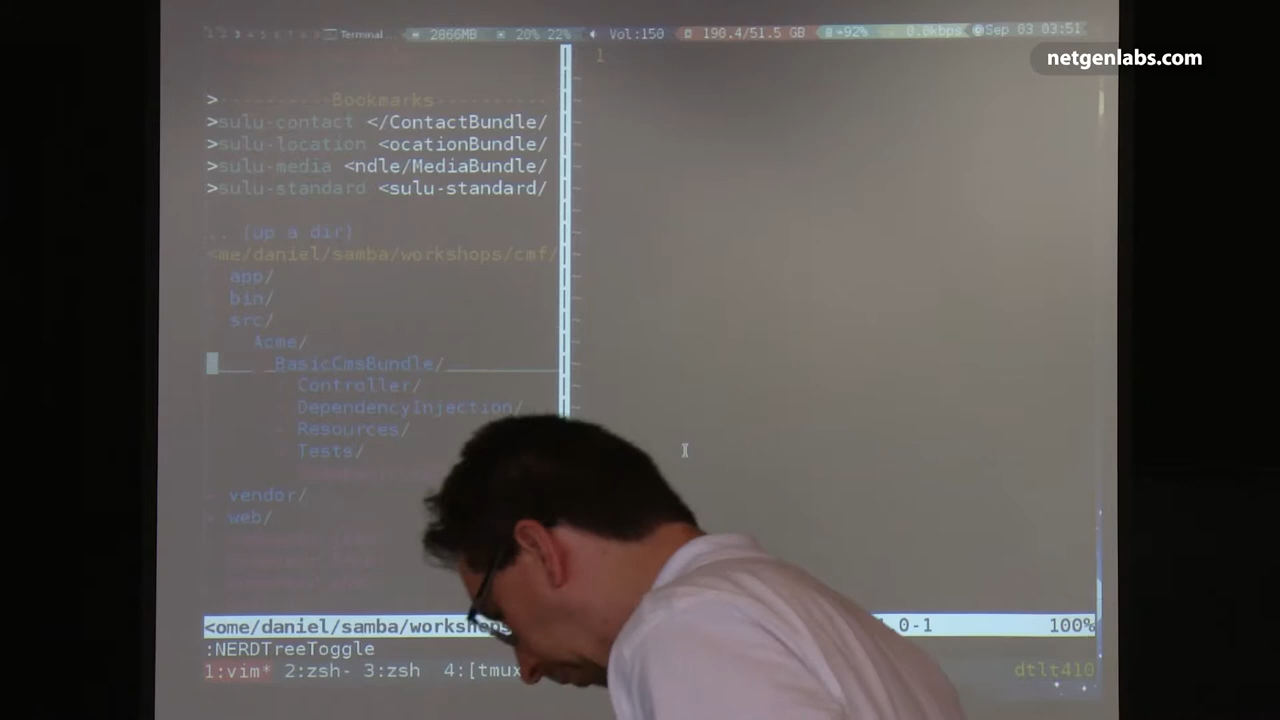 Terminal... 2866MB 20% 22% Vol:150 190.4/51.5 GB 92% 0.0kbps Sep 03 03:51
netgenlabs.com
1
>----------Bookmarks----------
>sulu-contact </ContactBundle/
>sulu-location <ocationBundle/
>sulu-media <ndle/MediaBundle/
>sulu-standard <sulu-standard/
.. (up a dir)
<me/daniel/samba/workshops/cmf/
app/
bin/
src/
Acme/
BasicCmsBundle/
Controller/
DependencyInjection/
Resources/
Tests/
vendor/
web/
<ome/daniel/samba/workshops 0-1 100%
:NERDTreeToggle
1:vim* 2:zsh- 3:zsh 4:[tmux dtlt410